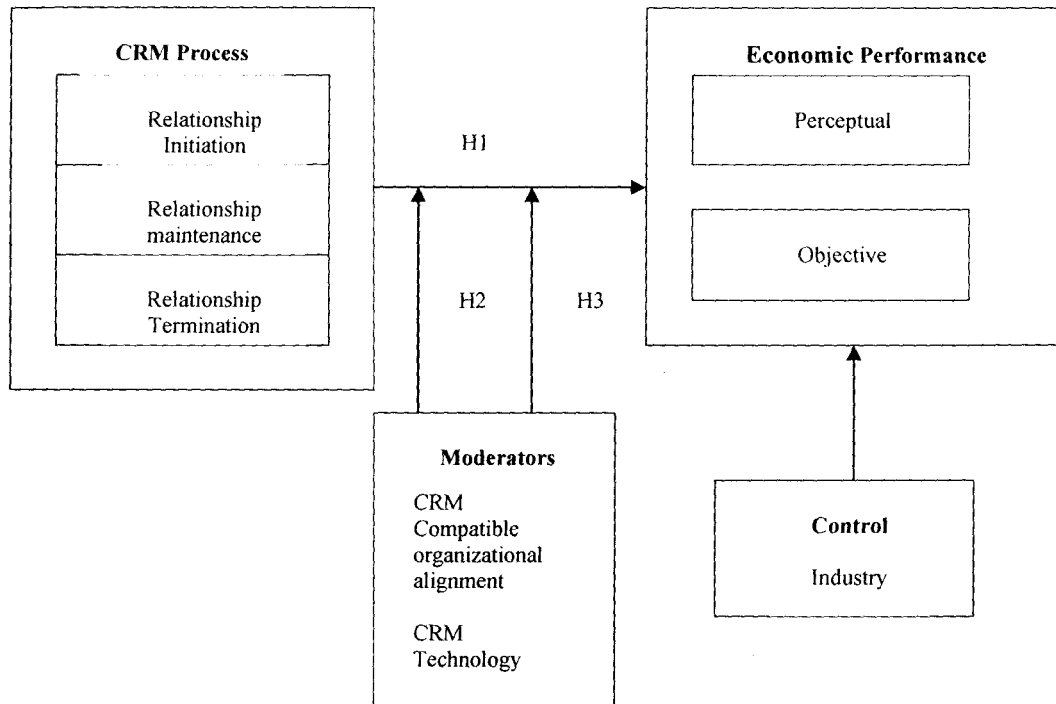 CRM Process
Relationship
Initiation
Relationship
maintenance
Relationship
Termination
H1
H2
H3
Economic Performance
Perceptual
Objective
Moderators
CRM
Compatible
organizational
alignment
CRM
Technology
Control
Industry